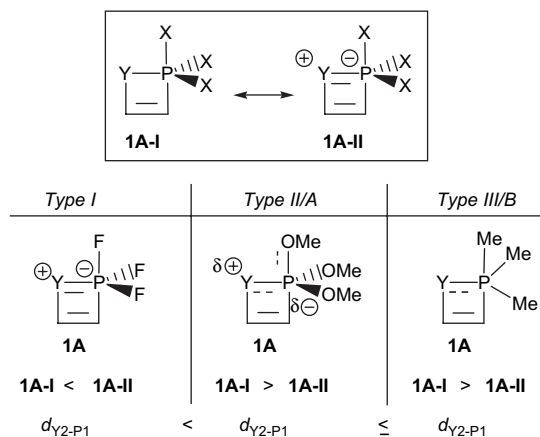 X X
Y P X ⊕ Y ⊖ P X
X X
1A-I 1A-II
Type I Type II/A Type III/B
F OMe Me
⊕ Y ⊖ P F δ⊕ Y P OMe Y P Me
F δ⊖ OMe Me
1A 1A 1A
1A-I < 1A-II 1A-I > 1A-II 1A-I > 1A-II
dY2-P1 < dY2-P1 ≤ dY2-P1